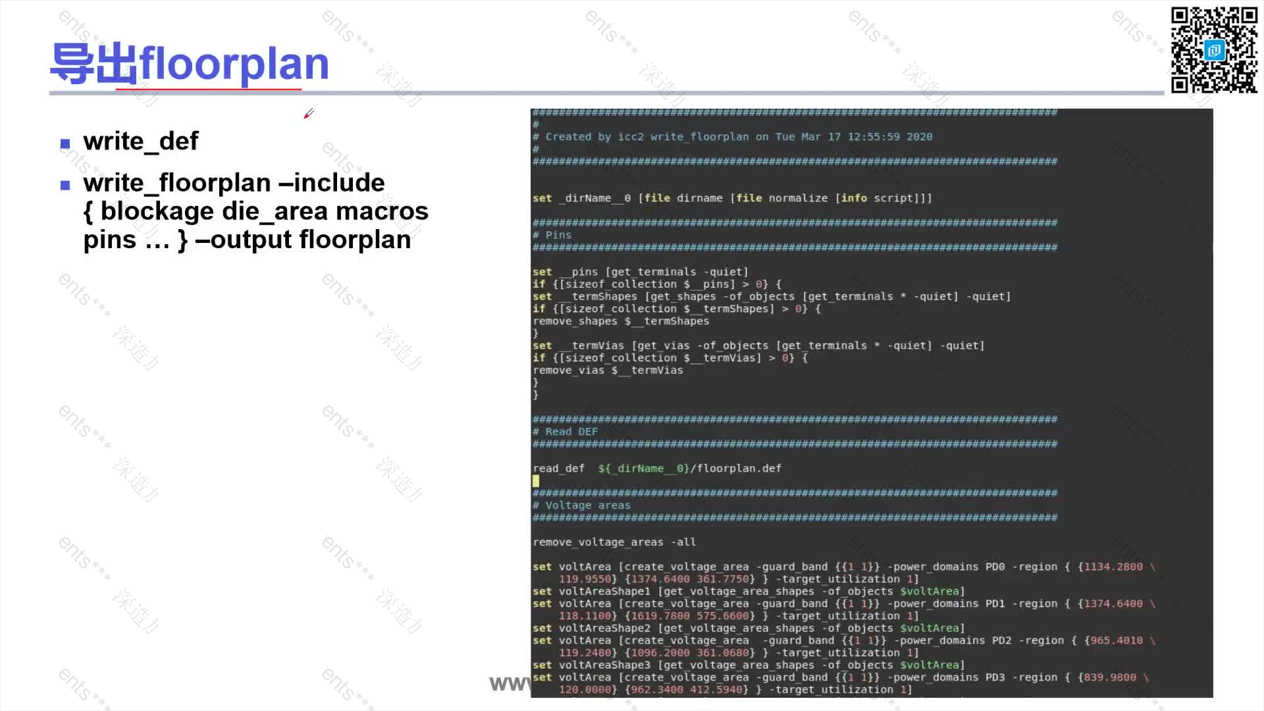 导出floorplan
write_def
write_floorplan –include
{ blockage die_area macros
pins … } –output floorplan
################################################################################
#
# Created by icc2 write_floorplan on Tue Mar 17 12:55:59 2020
#
################################################################################
set _dirName__0 [file dirname [file normalize [info script]]]
################################################################################
# Pins
################################################################################
set __pins [get_terminals -quiet]
if {[sizeof_collection $__pins] > 0} {
set __termShapes [get_shapes -of_objects [get_terminals * -quiet] -quiet]
if {[sizeof_collection $__termShapes] > 0} {
remove_shapes $__termShapes
}
set __termVias [get_vias -of_objects [get_terminals * -quiet] -quiet]
if {[sizeof_collection $__termVias] > 0} {
remove_vias $__termVias
}
}
################################################################################
# Read DEF
################################################################################
read_def ${_dirName__0}/floorplan.def
################################################################################
# Voltage areas
################################################################################
remove_voltage_areas -all
set voltArea [create_voltage_area -guard_band {{1 1}} -power_domains PD0 -region { {1134.2800 \
119.9550} {1374.6400 361.7750} } -target_utilization 1]
set voltAreaShape1 [get_voltage_area_shapes -of_objects $voltArea]
set voltArea [create_voltage_area -guard_band {{1 1}} -power_domains PD1 -region { {1374.6400 \
118.1100} {1619.7800 575.6600} } -target_utilization 1]
set voltAreaShape2 [get_voltage_area_shapes -of_objects $voltArea]
set voltArea [create_voltage_area -guard_band {{1 1}} -power_domains PD2 -region { {965.4010 \
119.2480} {1096.2000 361.0680} } -target_utilization 1]
set voltAreaShape3 [get_voltage_area_shapes -of_objects $voltArea]
set voltArea [create_voltage_area -guard_band {{1 1}} -power_domains PD3 -region { {839.9800 \
120.0000} {962.3400 412.5940} } -target_utilization 1]
www
ents***
深造